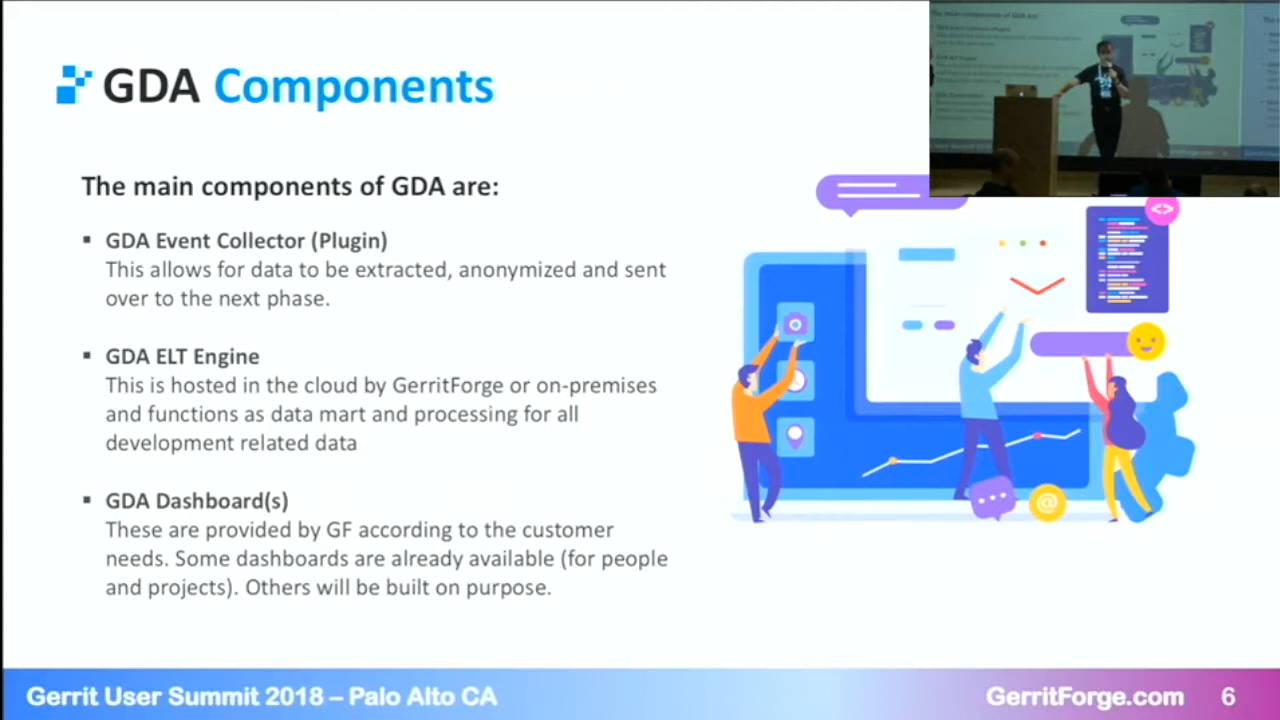 GDA Components
The main components of GDA are:
▪ GDA Event Collector (Plugin)
This allows for data to be extracted, anonymized and sent
over to the next phase.
▪ GDA ELT Engine
This is hosted in the cloud by GerritForge or on-premises
and functions as data mart and processing for all
development related data
▪ GDA Dashboard(s)
These are provided by GF according to the customer
needs. Some dashboards are already available (for people
and projects). Others will be built on purpose.
Gerrit User Summit 2018 – Palo Alto CA
GerritForge.com 6